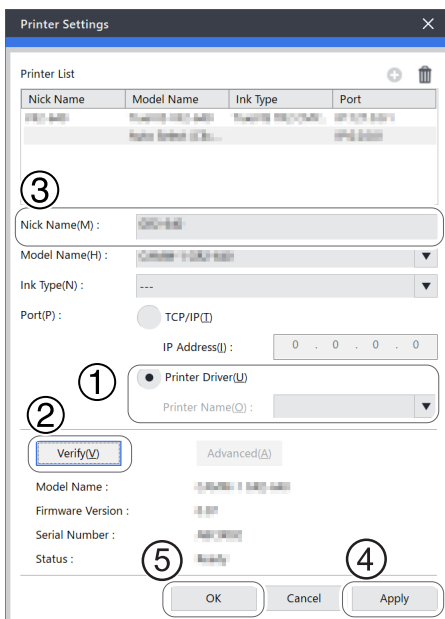 Printer Settings
Printer List
Nick Name Model Name Ink Type Port
③
Nick Name(M) :
Model Name(H) :
Ink Type(N) : ---
Port(P) : TCP/IP(T)
IP Address(I) : 0 . 0 . 0 . 0
① Printer Driver(U)
Printer Name(O) :
②
Verify(V) Advanced(A)
Model Name :
Firmware Version :
Serial Number :
Status :
⑤ ④
OK Cancel Apply